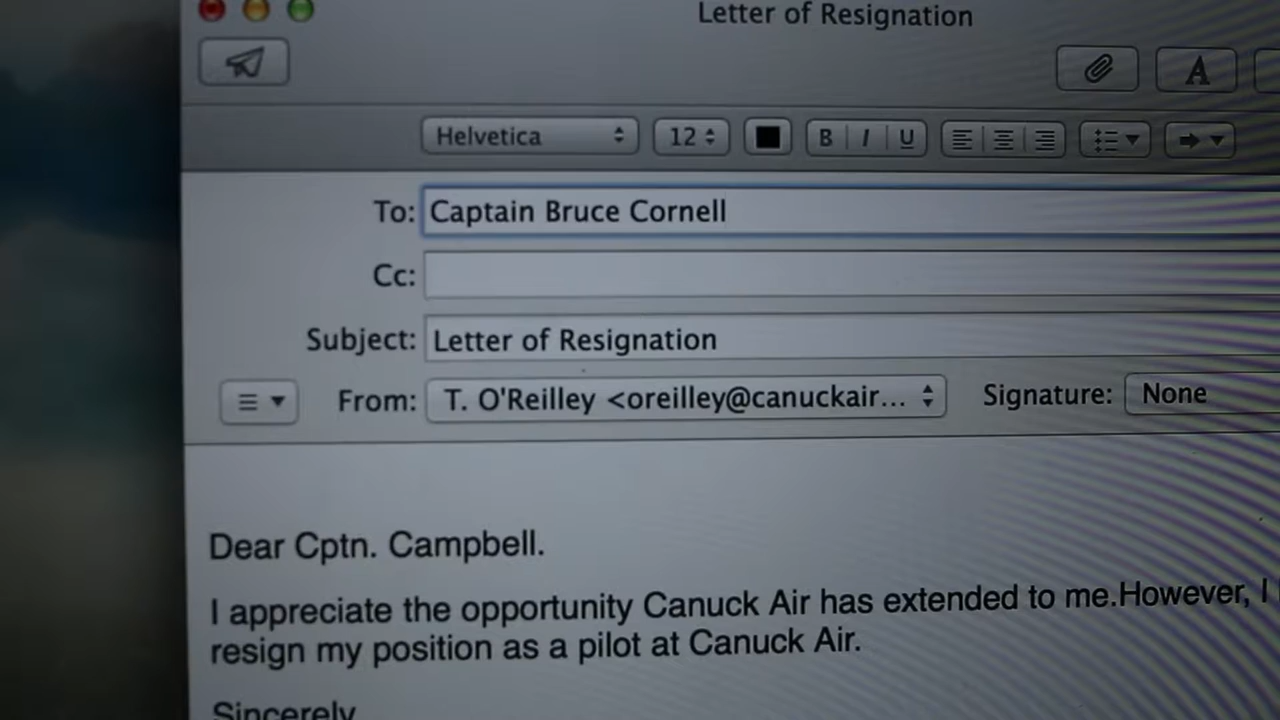 Letter of Resignation
A
Helvetica 12 B I U
To: Captain Bruce Cornell
Cc:
Subject: Letter of Resignation
From: T. O'Reilley <oreilley@canuckair... Signature: None
Dear Cptn. Campbell.
I appreciate the opportunity Canuck Air has extended to me.However, I
resign my position as a pilot at Canuck Air.
Sincerely